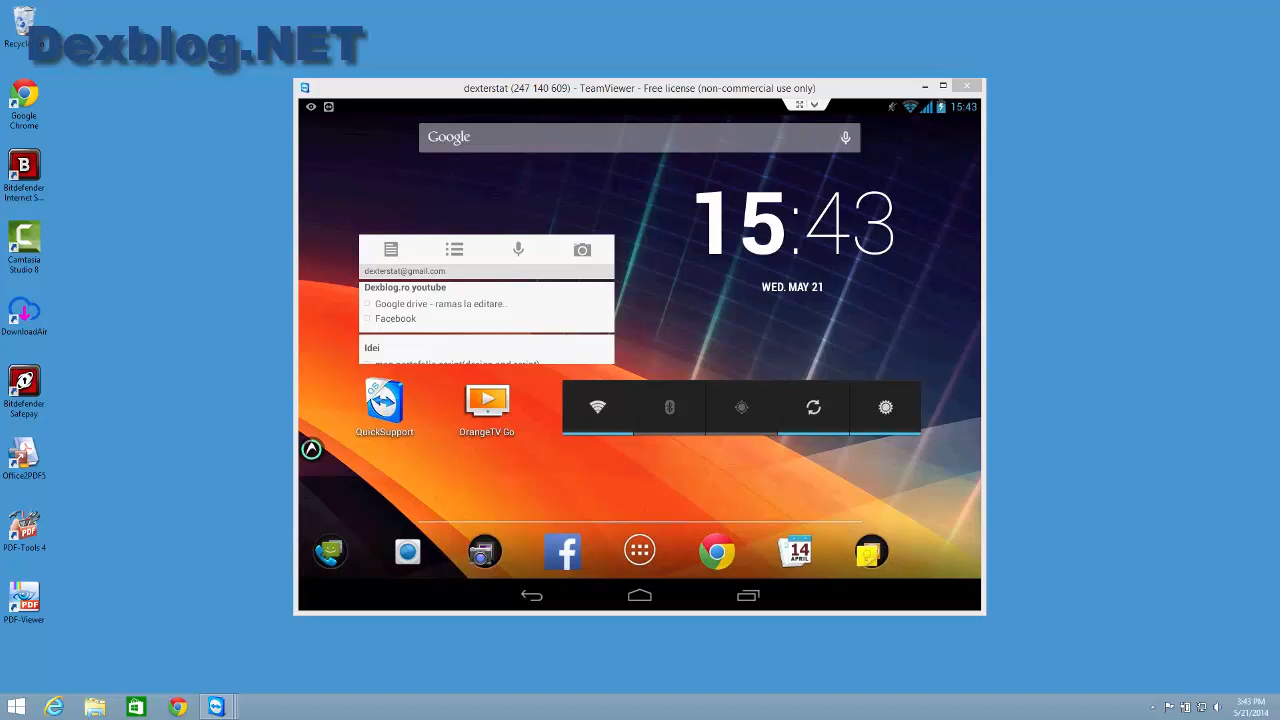 Dexblog.NET
Recycle
Google
Chrome
Bitdefender
Internet S...
Camtasia
Studio 8
DownloadAir
Bitdefender
Safepay
Office2PDF5
PDF-Tools 4
PDF-Viewer
dexterstat (247 140 609) - TeamViewer - Free license (non-commercial use only)
15:43
Google
15:43
WED. MAY 21
dexterstat@gmail.com
Dexblog.ro youtube
Google drive - ramas la editare..
Facebook
Idei
QuickSupport
OrangeTV Go
14
APRIL
3:43 PM
5/21/2014